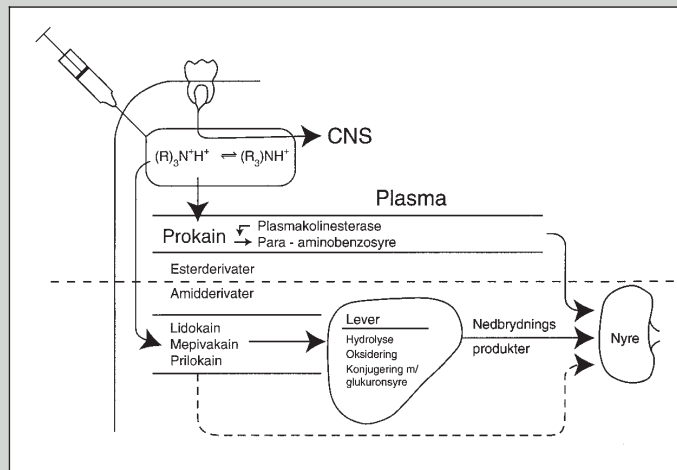 CNS
(R)₃N⁺H⁺ ⇌ (R₃)NH⁺
Plasma
Prokain
Plasmakolinesterase
Para - aminobenzosyre
Esterderivater
Amidderivater
Lidokain
Mepivakain
Prilokain
Lever
Hydrolyse
Oksidering
Konjugering m/
glukuronsyre
Nedbrydnings
produkter
Nyre